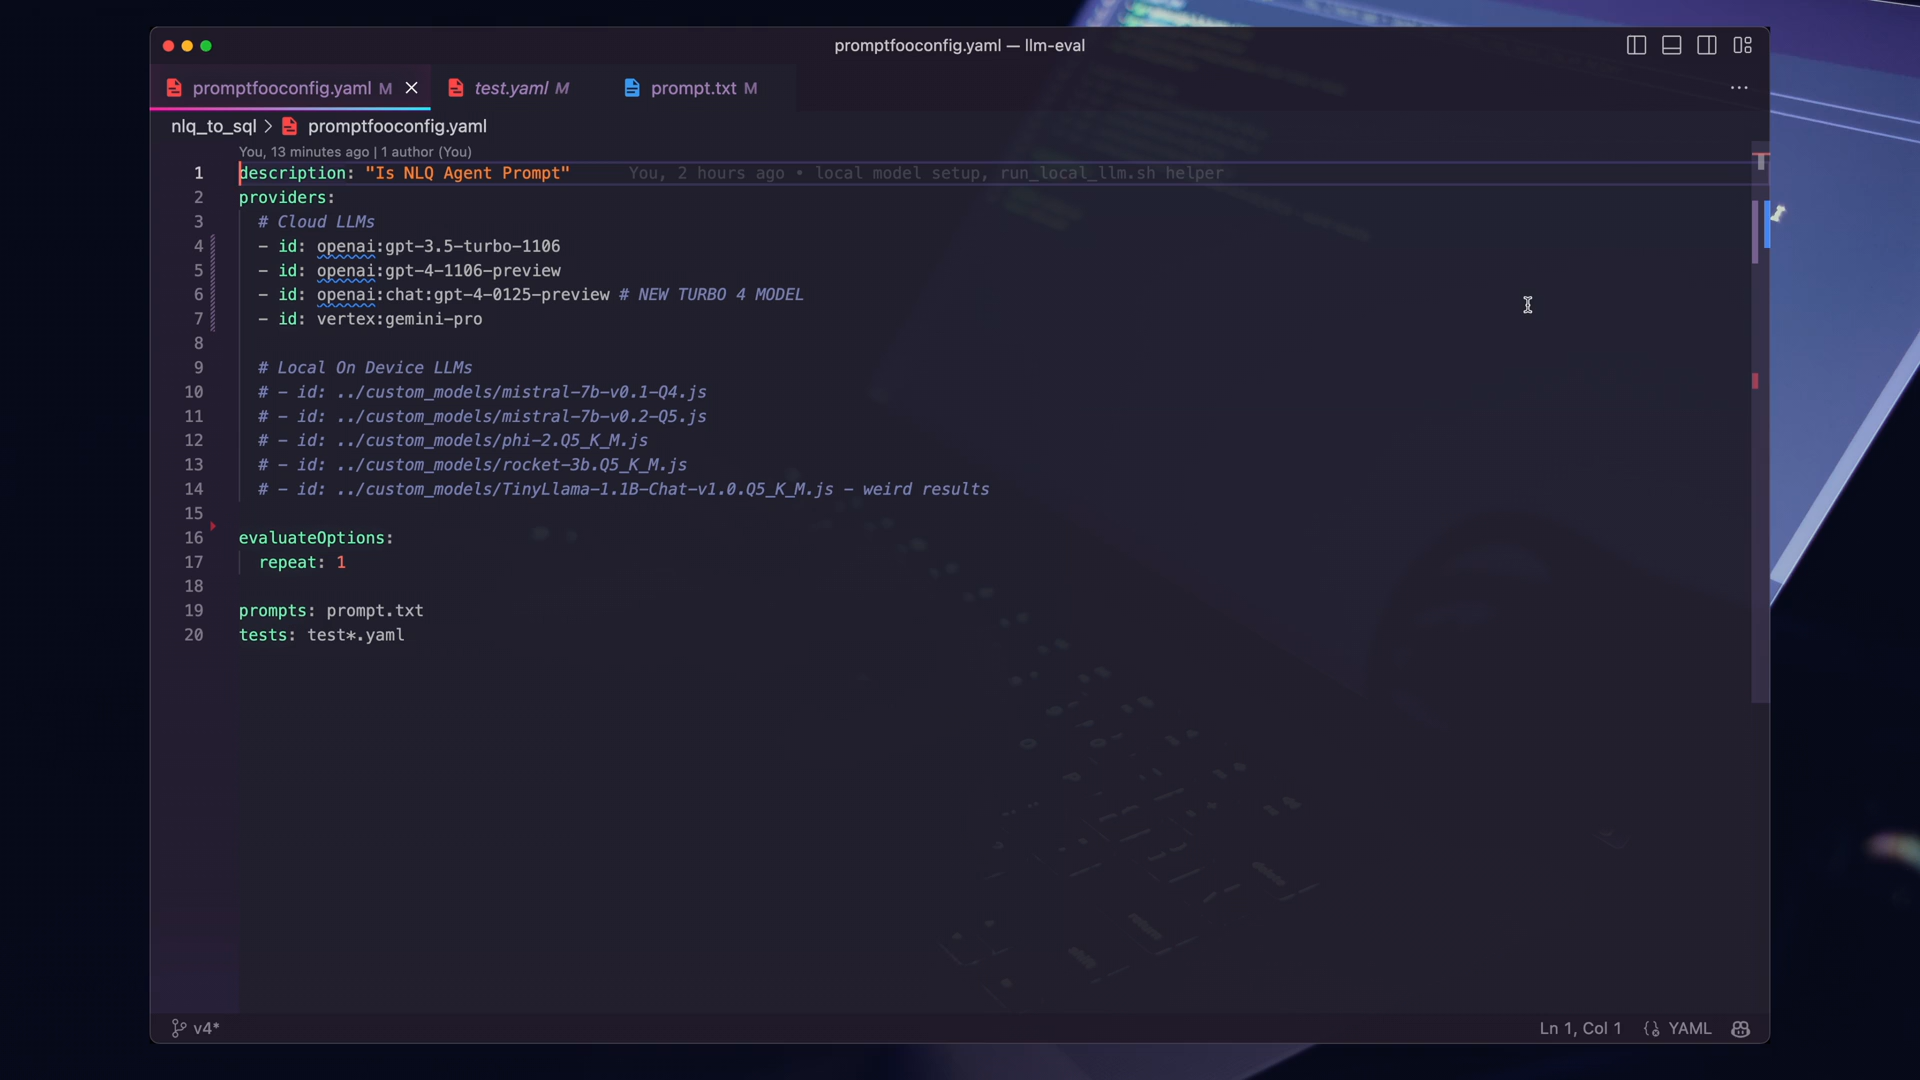 promptfooconfig.yaml — llm-eval
promptfooconfig.yaml M
test.yaml M
prompt.txt M
nlq_to_sql > promptfooconfig.yaml
You, 13 minutes ago | 1 author (You)
1 description: "Is NLQ Agent Prompt" You, 2 hours ago • local model setup, run_local_llm.sh helper
2 providers:
3 # Cloud LLMs
4 - id: openai:gpt-3.5-turbo-1106
5 - id: openai:gpt-4-1106-preview
6 - id: openai:chat:gpt-4-0125-preview # NEW TURBO 4 MODEL
7 - id: vertex:gemini-pro
8
9 # Local On Device LLMs
10 # - id: ../custom_models/mistral-7b-v0.1-Q4.js
11 # - id: ../custom_models/mistral-7b-v0.2-Q5.js
12 # - id: ../custom_models/phi-2.Q5_K_M.js
13 # - id: ../custom_models/rocket-3b.Q5_K_M.js
14 # - id: ../custom_models/TinyLlama-1.1B-Chat-v1.0.Q5_K_M.js - weird results
15
16 evaluateOptions:
17 repeat: 1
18
19 prompts: prompt.txt
20 tests: test*.yaml
v4*
Ln 1, Col 1
YAML